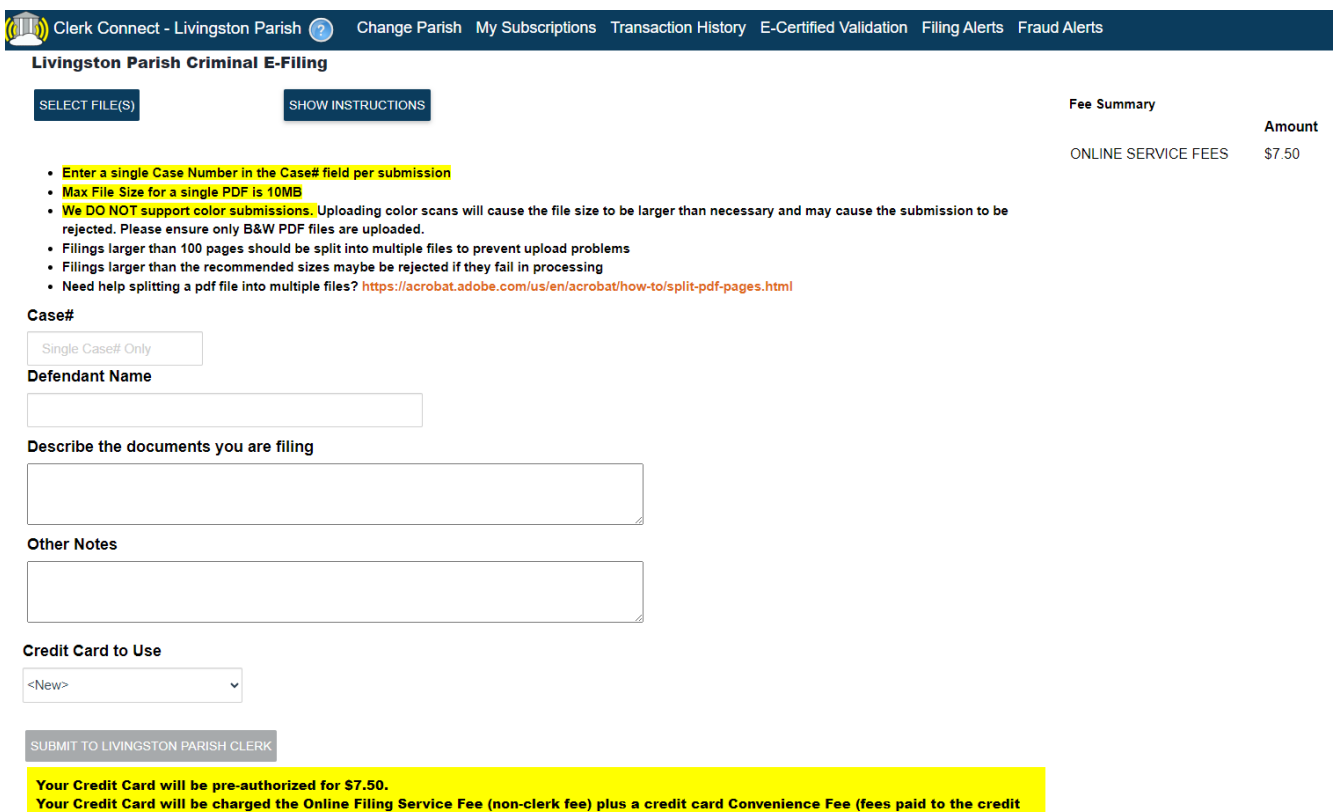 Clerk Connect - Livingston Parish ? Change Parish My Subscriptions Transaction History E-Certified Validation Filing Alerts Fraud Alerts
Livingston Parish Criminal E-Filing
SELECT FILE(S) SHOW INSTRUCTIONS
Fee Summary
Amount
ONLINE SERVICE FEES $7.50
• Enter a single Case Number in the Case# field per submission
• Max File Size for a single PDF is 10MB
• We DO NOT support color submissions. Uploading color scans will cause the file size to be larger than necessary and may cause the submission to be
rejected. Please ensure only B&W PDF files are uploaded.
• Filings larger than 100 pages should be split into multiple files to prevent upload problems
• Filings larger than the recommended sizes maybe be rejected if they fail in processing
• Need help splitting a pdf file into multiple files? https://acrobat.adobe.com/us/en/acrobat/how-to/split-pdf-pages.html
Case#
Single Case# Only
Defendant Name
Describe the documents you are filing
Other Notes
Credit Card to Use
<New>
SUBMIT TO LIVINGSTON PARISH CLERK
Your Credit Card will be pre-authorized for $7.50.
Your Credit Card will be charged the Online Filing Service Fee (non-clerk fee) plus a credit card Convenience Fee (fees paid to the credit